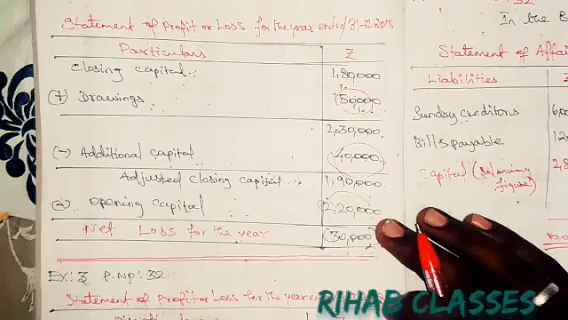 32
Statement of Profit or Loss for the year ended 31-12-2015
In the B
Particulars ₹
Closing capital 1,80,000
(+) Drawings 50,000
2,30,000
(-) Additional capital 40,000
Adjusted closing capital 1,90,000
Opening capital 2,20,000
Net Loss for the year 30,000
Statement of Affai
Liabilities
Sundry creditors
Bills payable
Capital (Balancing figure)
Ex: 3 P.No: 32
Statement of Profit or Loss for the year en
RIHAB CLASSES